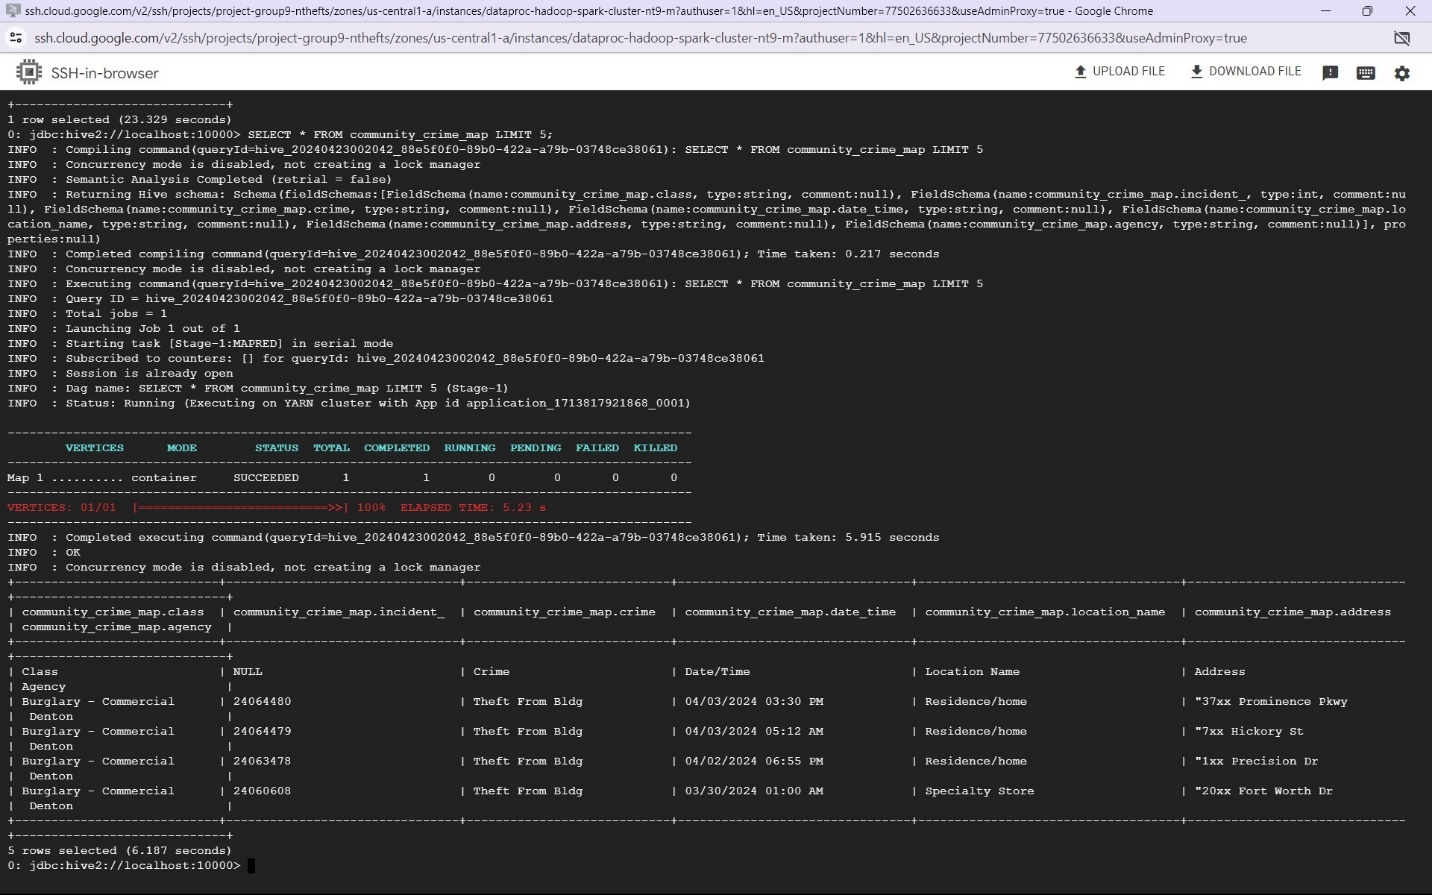 ssh.cloud.google.com/v2/ssh/projects/project-group9-nthefts/zones/us-central1-a/instances/dataproc-hadoop-spark-cluster-nt9-m?authuser=1&hl=en_US&projectNumber=77502636633&useAdminProxy=true - Google Chrome
ssh.cloud.google.com/v2/ssh/projects/project-group9-nthefts/zones/us-central1-a/instances/dataproc-hadoop-spark-cluster-nt9-m?authuser=1&hl=en_US&projectNumber=77502636633&useAdminProxy=true
SSH-in-browser UPLOAD FILE DOWNLOAD FILE
+-----------------------------+
1 row selected (23.329 seconds)
0: jdbc:hive2://localhost:10000> SELECT * FROM community_crime_map LIMIT 5;
INFO  : Compiling command(queryId=hive_20240423002042_88e5f0f0-89b0-422a-a79b-03748ce38061): SELECT * FROM community_crime_map LIMIT 5
INFO  : Concurrency mode is disabled, not creating a lock manager
INFO  : Semantic Analysis Completed (retrial = false)
INFO  : Returning Hive schema: Schema(fieldSchemas:[FieldSchema(name:community_crime_map.class, type:string, comment:null), FieldSchema(name:community_crime_map.incident_, type:int, comment:nu
ll), FieldSchema(name:community_crime_map.crime, type:string, comment:null), FieldSchema(name:community_crime_map.date_time, type:string, comment:null), FieldSchema(name:community_crime_map.lo
cation_name, type:string, comment:null), FieldSchema(name:community_crime_map.address, type:string, comment:null), FieldSchema(name:community_crime_map.agency, type:string, comment:null)], pro
perties:null)
INFO  : Completed compiling command(queryId=hive_20240423002042_88e5f0f0-89b0-422a-a79b-03748ce38061); Time taken: 0.217 seconds
INFO  : Concurrency mode is disabled, not creating a lock manager
INFO  : Executing command(queryId=hive_20240423002042_88e5f0f0-89b0-422a-a79b-03748ce38061): SELECT * FROM community_crime_map LIMIT 5
INFO  : Query ID = hive_20240423002042_88e5f0f0-89b0-422a-a79b-03748ce38061
INFO  : Total jobs = 1
INFO  : Launching Job 1 out of 1
INFO  : Starting task [Stage-1:MAPRED] in serial mode
INFO  : Subscribed to counters: [] for queryId: hive_20240423002042_88e5f0f0-89b0-422a-a79b-03748ce38061
INFO  : Session is already open
INFO  : Dag name: SELECT * FROM community_crime_map LIMIT 5 (Stage-1)
INFO  : Status: Running (Executing on YARN cluster with App id application_1713817921868_0001)
----------------------------------------------------------------------------------------------
VERTICES MODE STATUS TOTAL COMPLETED RUNNING PENDING FAILED KILLED
----------------------------------------------------------------------------------------------
Map 1 .......... container SUCCEEDED 1 1 0 0 0 0
----------------------------------------------------------------------------------------------
VERTICES: 01/01 [==========================>>] 100% ELAPSED TIME: 5.23 s
----------------------------------------------------------------------------------------------
INFO  : Completed executing command(queryId=hive_20240423002042_88e5f0f0-89b0-422a-a79b-03748ce38061); Time taken: 5.915 seconds
INFO  : OK
INFO  : Concurrency mode is disabled, not creating a lock manager
| community_crime_map.class | community_crime_map.incident_ | community_crime_map.crime | community_crime_map.date_time | community_crime_map.location_name | community_crime_map.address
| community_crime_map.agency |
| Class | NULL | Crime | Date/Time | Location Name | Address
| Agency |
| Burglary - Commercial | 24064480 | Theft From Bldg | 04/03/2024 03:30 PM | Residence/home | "37xx Prominence Pkwy
| Denton |
| Burglary - Commercial | 24064479 | Theft From Bldg | 04/03/2024 05:12 AM | Residence/home | "7xx Hickory St
| Denton |
| Burglary - Commercial | 24063478 | Theft From Bldg | 04/02/2024 06:55 PM | Residence/home | "1xx Precision Dr
| Denton |
| Burglary - Commercial | 24060608 | Theft From Bldg | 03/30/2024 01:00 AM | Specialty Store | "20xx Fort Worth Dr
| Denton |
+-----------------------------+
5 rows selected (6.187 seconds)
0: jdbc:hive2://localhost:10000>